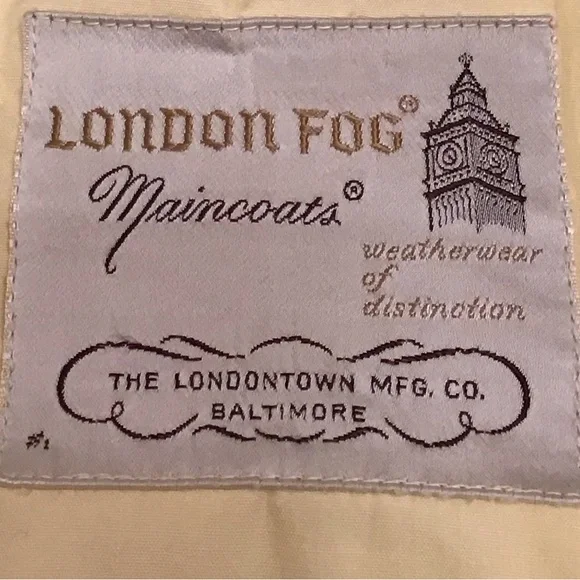 LONDON FOG®
Maincoats®
weatherwear
of
distinction
THE LONDONTOWN MFG. CO.
BALTIMORE
#1